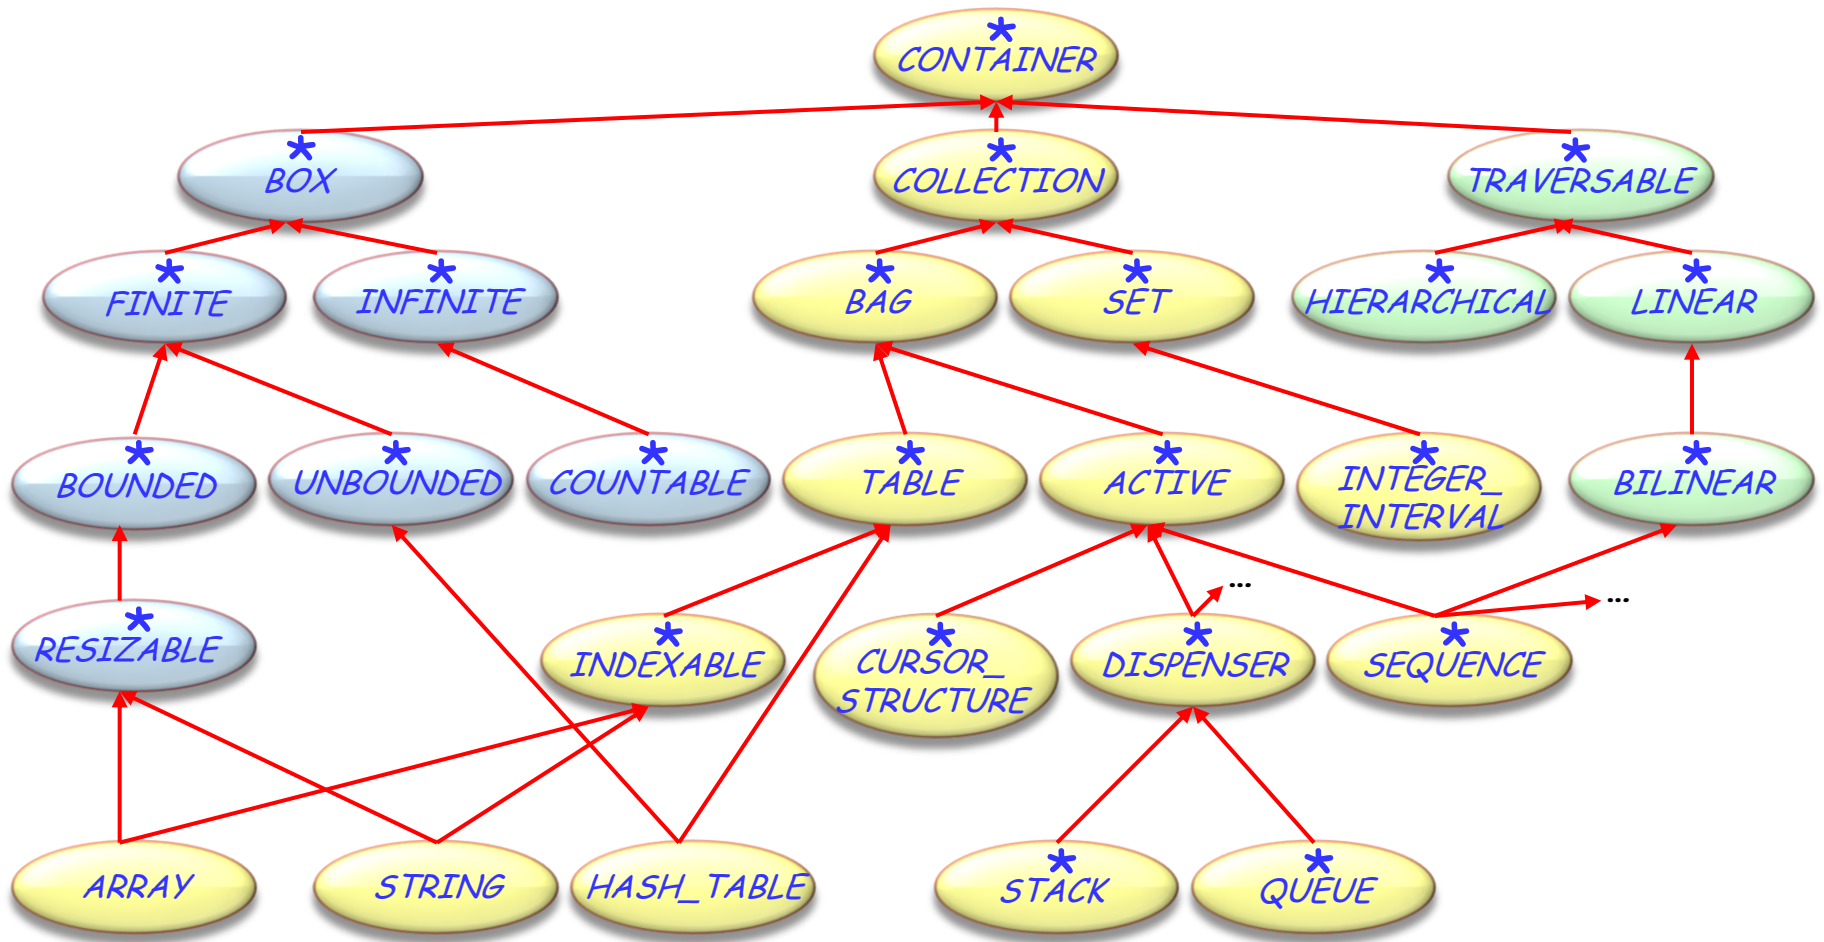 *
CONTAINER
*
BOX
*
COLLECTION
*
TRAVERSABLE
*
FINITE
*
INFINITE
*
BAG
*
SET
*
HIERARCHICAL
*
LINEAR
*
BOUNDED
*
UNBOUNDED
*
COUNTABLE
*
TABLE
*
ACTIVE
*
INTEGER_
INTERVAL
*
BILINEAR
...
...
*
RESIZABLE
*
INDEXABLE
*
CURSOR_
STRUCTURE
*
DISPENSER
*
SEQUENCE
ARRAY
STRING
HASH_TABLE
*
STACK
*
QUEUE